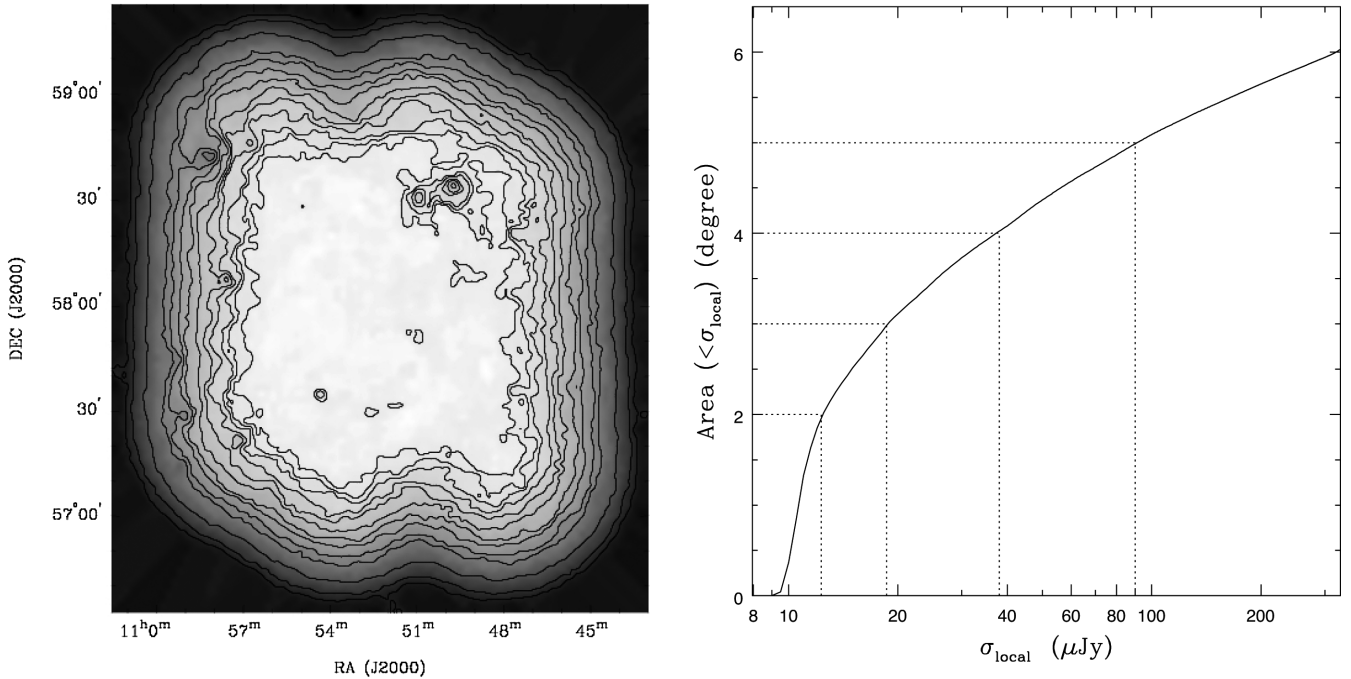 59°00'
30'
58°00'
30'
57°00'
DEC (J2000)
11ʰ0ᵐ 57ᵐ 54ᵐ 51ᵐ 48ᵐ 45ᵐ
RA (J2000)
6
4
2
0
Area (<σlocal) (degree)
8 10 20 40 60 80 100 200
σlocal (μJy)